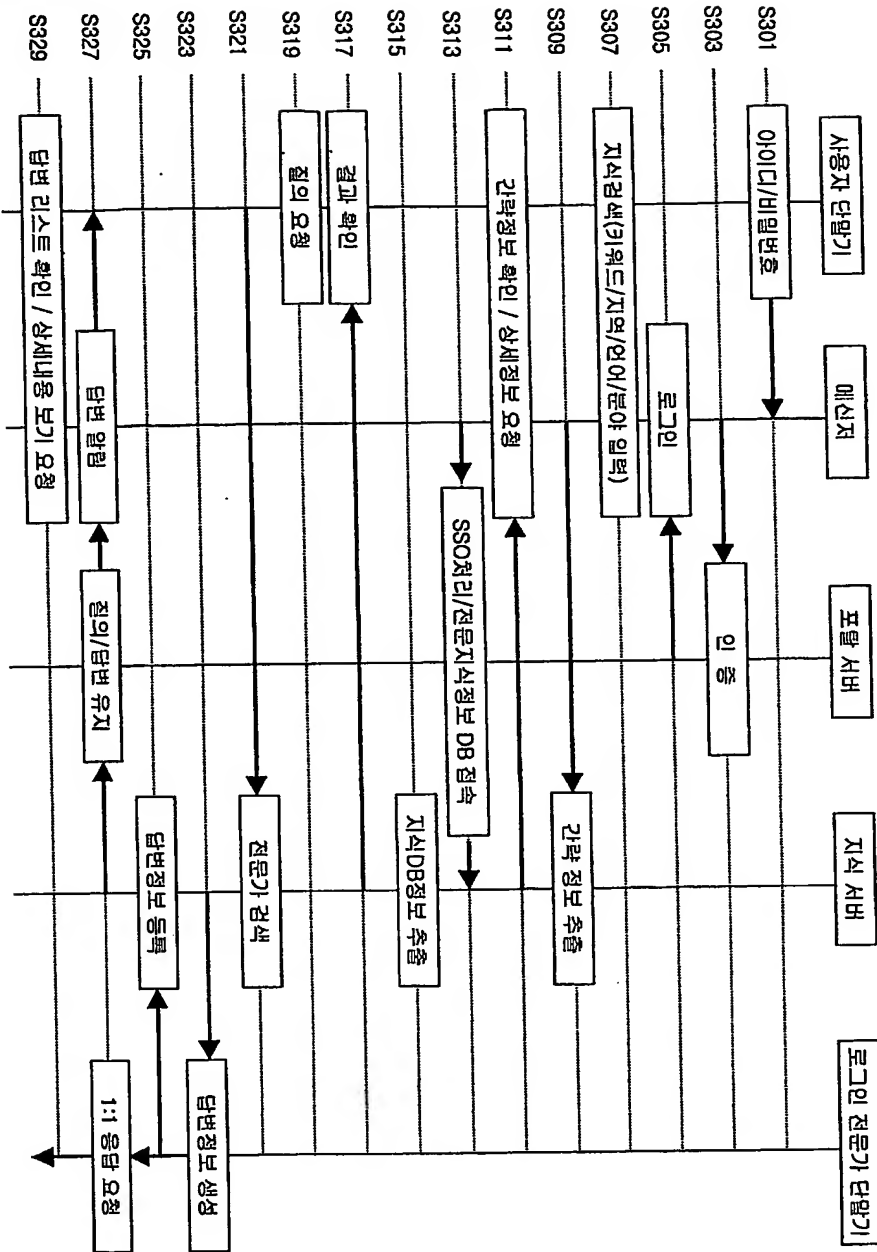 사용자 단말기
메신저
포탈 서버
지식 서버
로그인 전문가 단말기
S301
아이디/비밀번호
S303
인 증
S305
로그인
S307
지식검색(키워드/지역/언어/분야 입력)
S309
간략 정보 추출
S311
간략정보 확인 / 상세정보 요청
S313
SSO처리/전문지식정보 DB 접속
S315
지식DB정보 추출
S317
결과 확인
S319
질의 요청
S321
전문가 검색
S323
답변정보 생성
S325
답변정보 등록
S327
답변 알림
질의/답변 유지
1:1 응답 요청
S329
답변 리스트 확인 / 상세내용 보기 요청